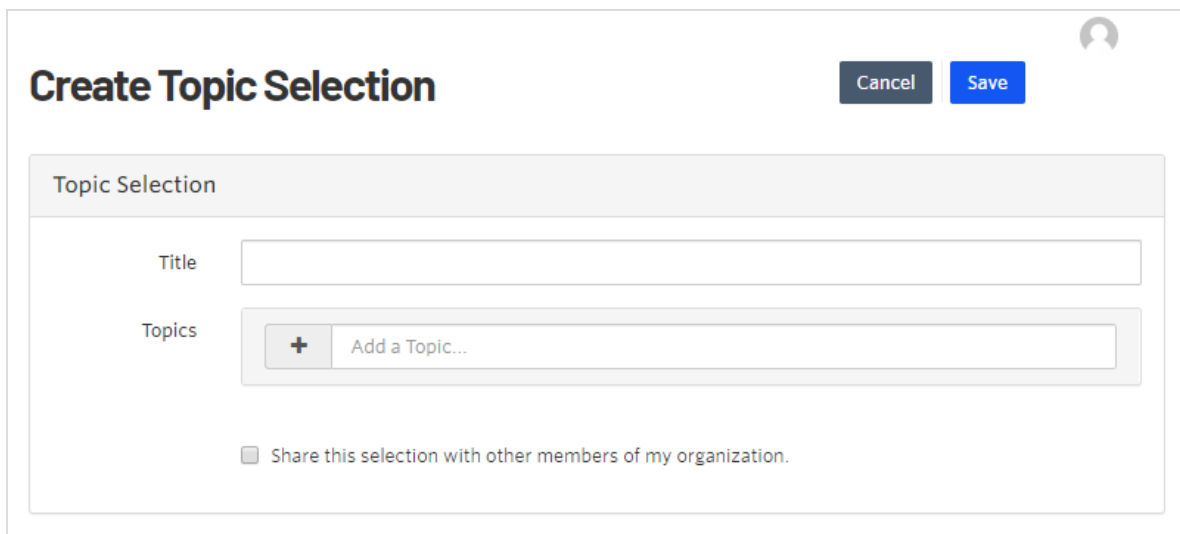 Create Topic Selection
Cancel
Save
Topic Selection
Title
Topics
+ Add a Topic...
Share this selection with other members of my organization.